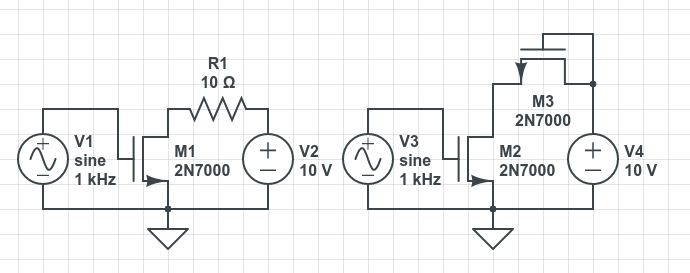 R1
10 Ω
V1
sine
1 kHz
M1
2N7000
V2
10 V
V3
sine
1 kHz
M2
2N7000
M3
2N7000
V4
10 V